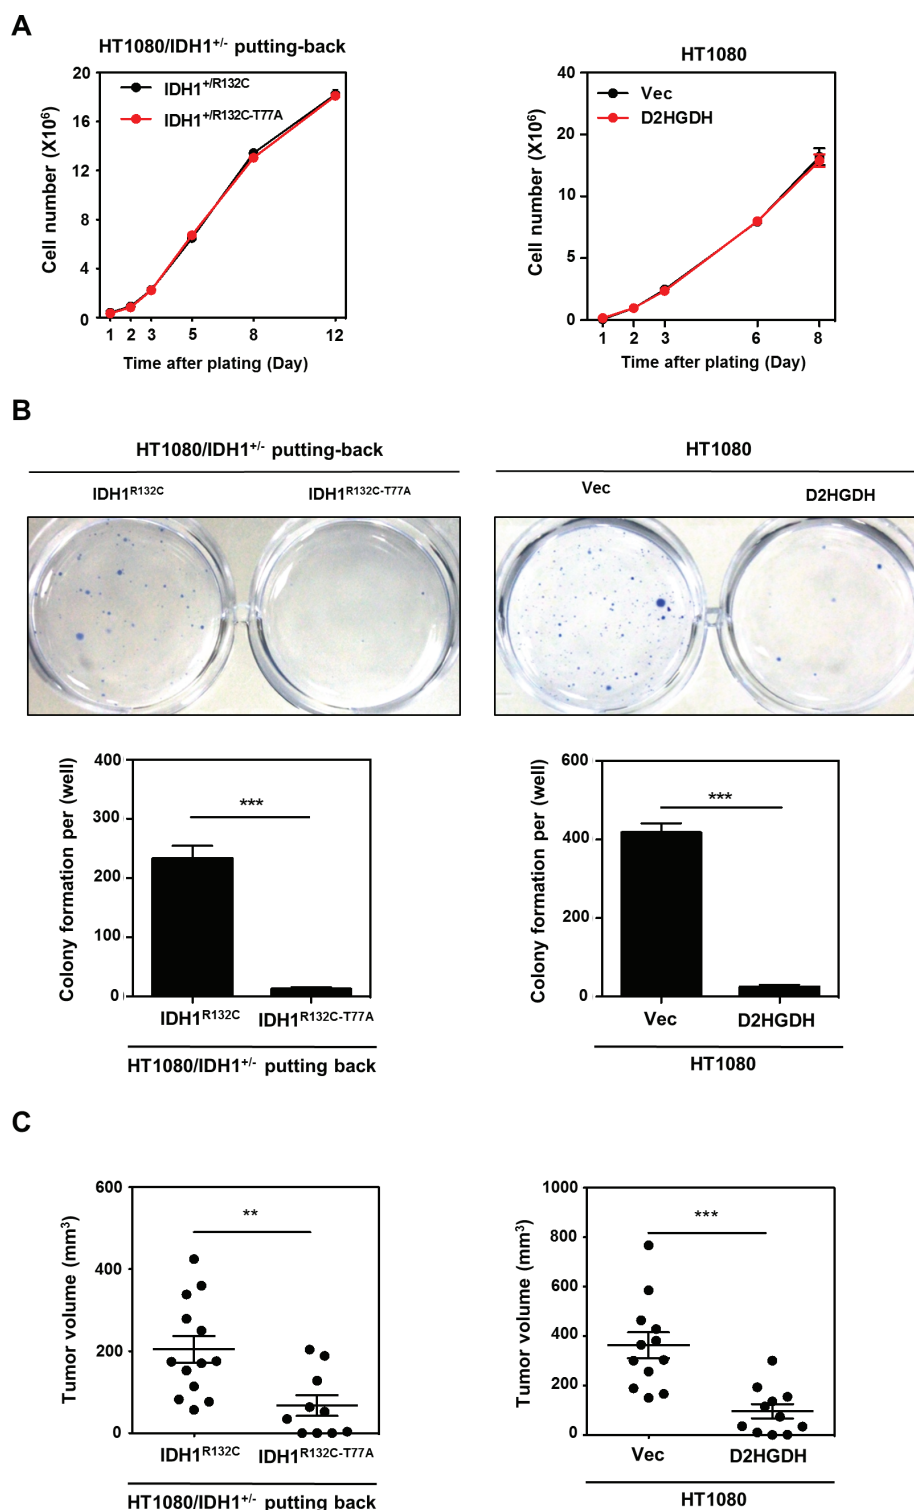 A
HT1080/IDH1+/- putting-back
IDH1+/R132C
IDH1+/R132C-T77A
Cell number (X10⁶)
20
16
12
8
4
0
1 2 3 5 8 12
Time after plating (Day)
HT1080
Vec
D2HGDH
Cell number (X10⁶)
40
20
10
5
0
1 2 3 6 8
Time after plating (Day)
B
HT1080/IDH1+/- putting-back
IDH1R132C IDH1R132C-T77A
HT1080
Vec D2HGDH
Colony formation per (well)
400
300
200
100
0
***
IDH1R132C IDH1R132C-T77A
HT1080/IDH1+/- putting back
Colony formation per (well)
600
400
200
0
***
Vec D2HGDH
HT1080
C
Tumor volume (mm³)
600
400
200
0
**
IDH1R132C IDH1R132C-T77A
HT1080/IDH1+/- putting back
Tumor volume (mm³)
1000
800
600
400
200
0
***
Vec D2HGDH
HT1080